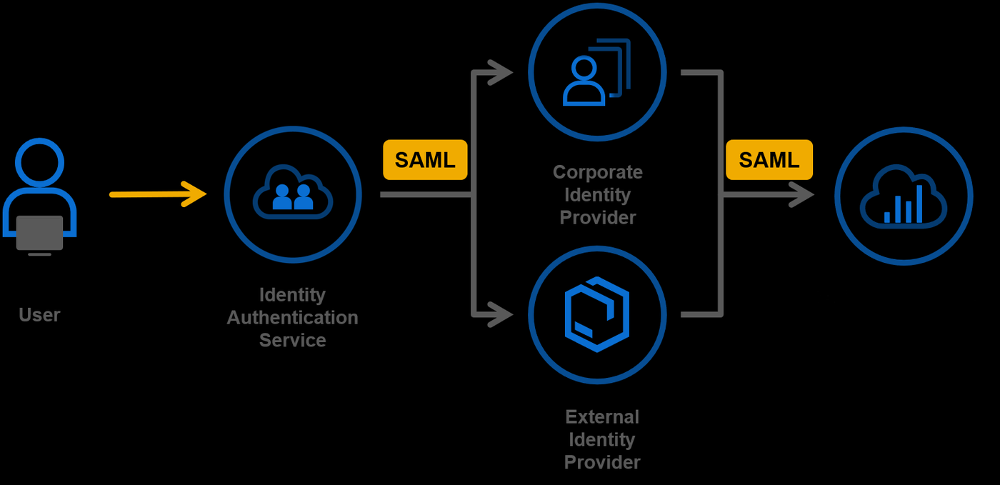 User
Identity
Authentication
Service
SAML
Corporate
Identity
Provider
External
Identity
Provider
SAML